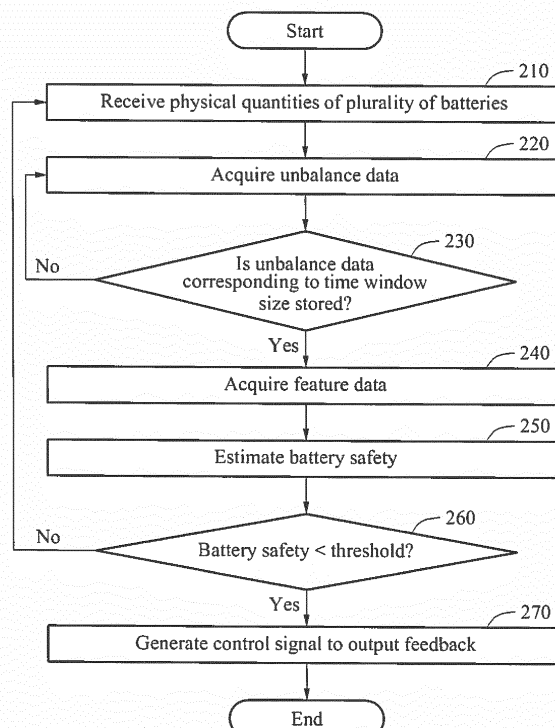 Start
210
Receive physical quantities of plurality of batteries
220
Acquire unbalance data
230
No
Is unbalance data
corresponding to time window
size stored?
Yes
240
Acquire feature data
250
Estimate battery safety
260
No
Battery safety < threshold?
Yes
270
Generate control signal to output feedback
End